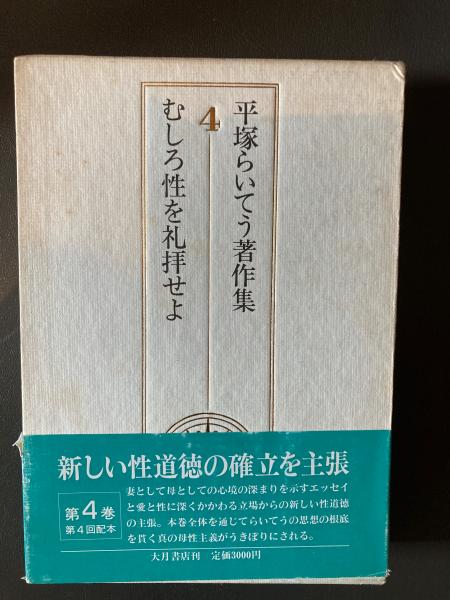 平塚らいてう著作集
4
むしろ性を礼拝せよ
新しい性道徳の確立を主張
第4巻
第4回配本
妻として母としての心境の深まりを示すエッセイ
と愛と性に深くかかわる立場からの新しい性道徳
の主張。本巻全体を通じてらいてうの思想の根底
を貫く真の母性主義がうきぼりにされる。
大月書店刊 定価3000円